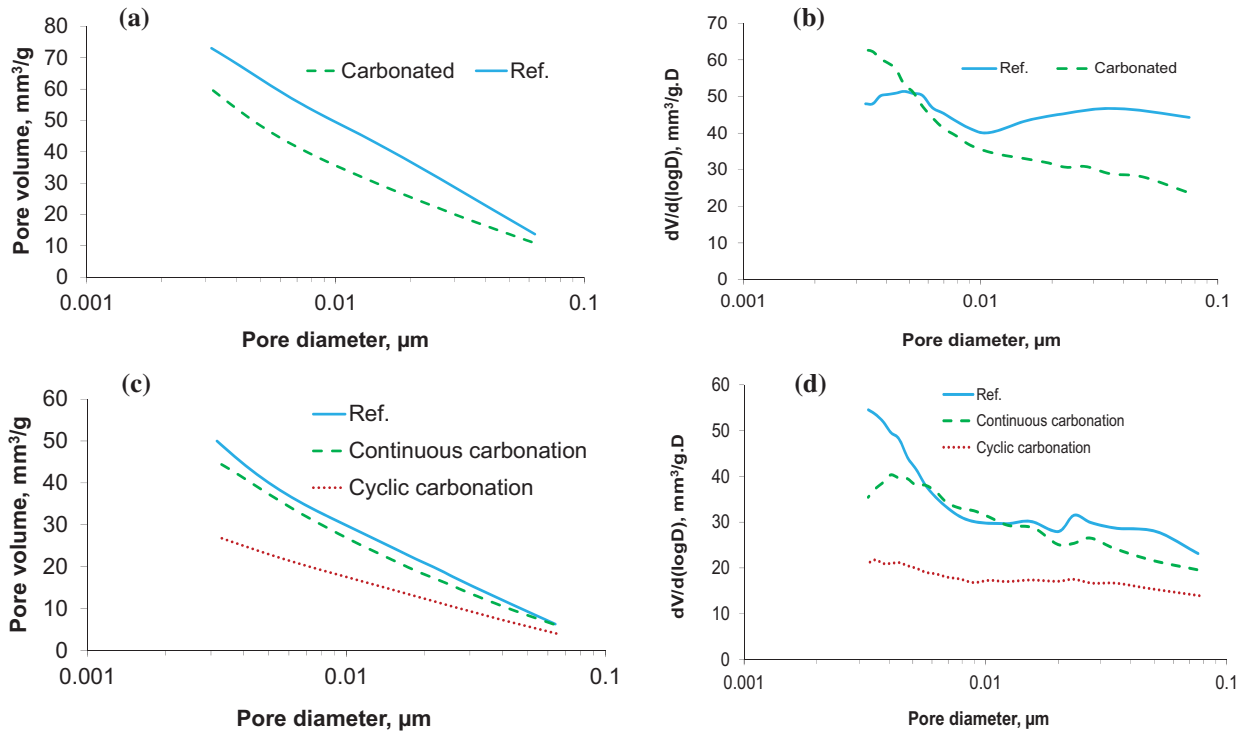 (a)
Pore volume, mm³/g
80
70
60
50
40
30
20
10
0
Carbonated
Ref.
0.001
0.01
0.1
Pore diameter, µm
(b)
dV/d(logD), mm³/g.D
70
60
50
40
30
20
10
0
Ref.
Carbonated
0.001
0.01
0.1
Pore diameter, µm
(c)
Pore volume, mm³/g
60
50
40
30
20
10
0
Ref.
Continuous carbonation
Cyclic carbonation
0.001
0.01
0.1
Pore diameter, µm
(d)
dV/d(logD), mm³/g.D
60
50
40
30
20
10
0
Ref.
Continuous carbonation
Cyclic carbonation
0.001
0.01
0.1
Pore diameter, µm